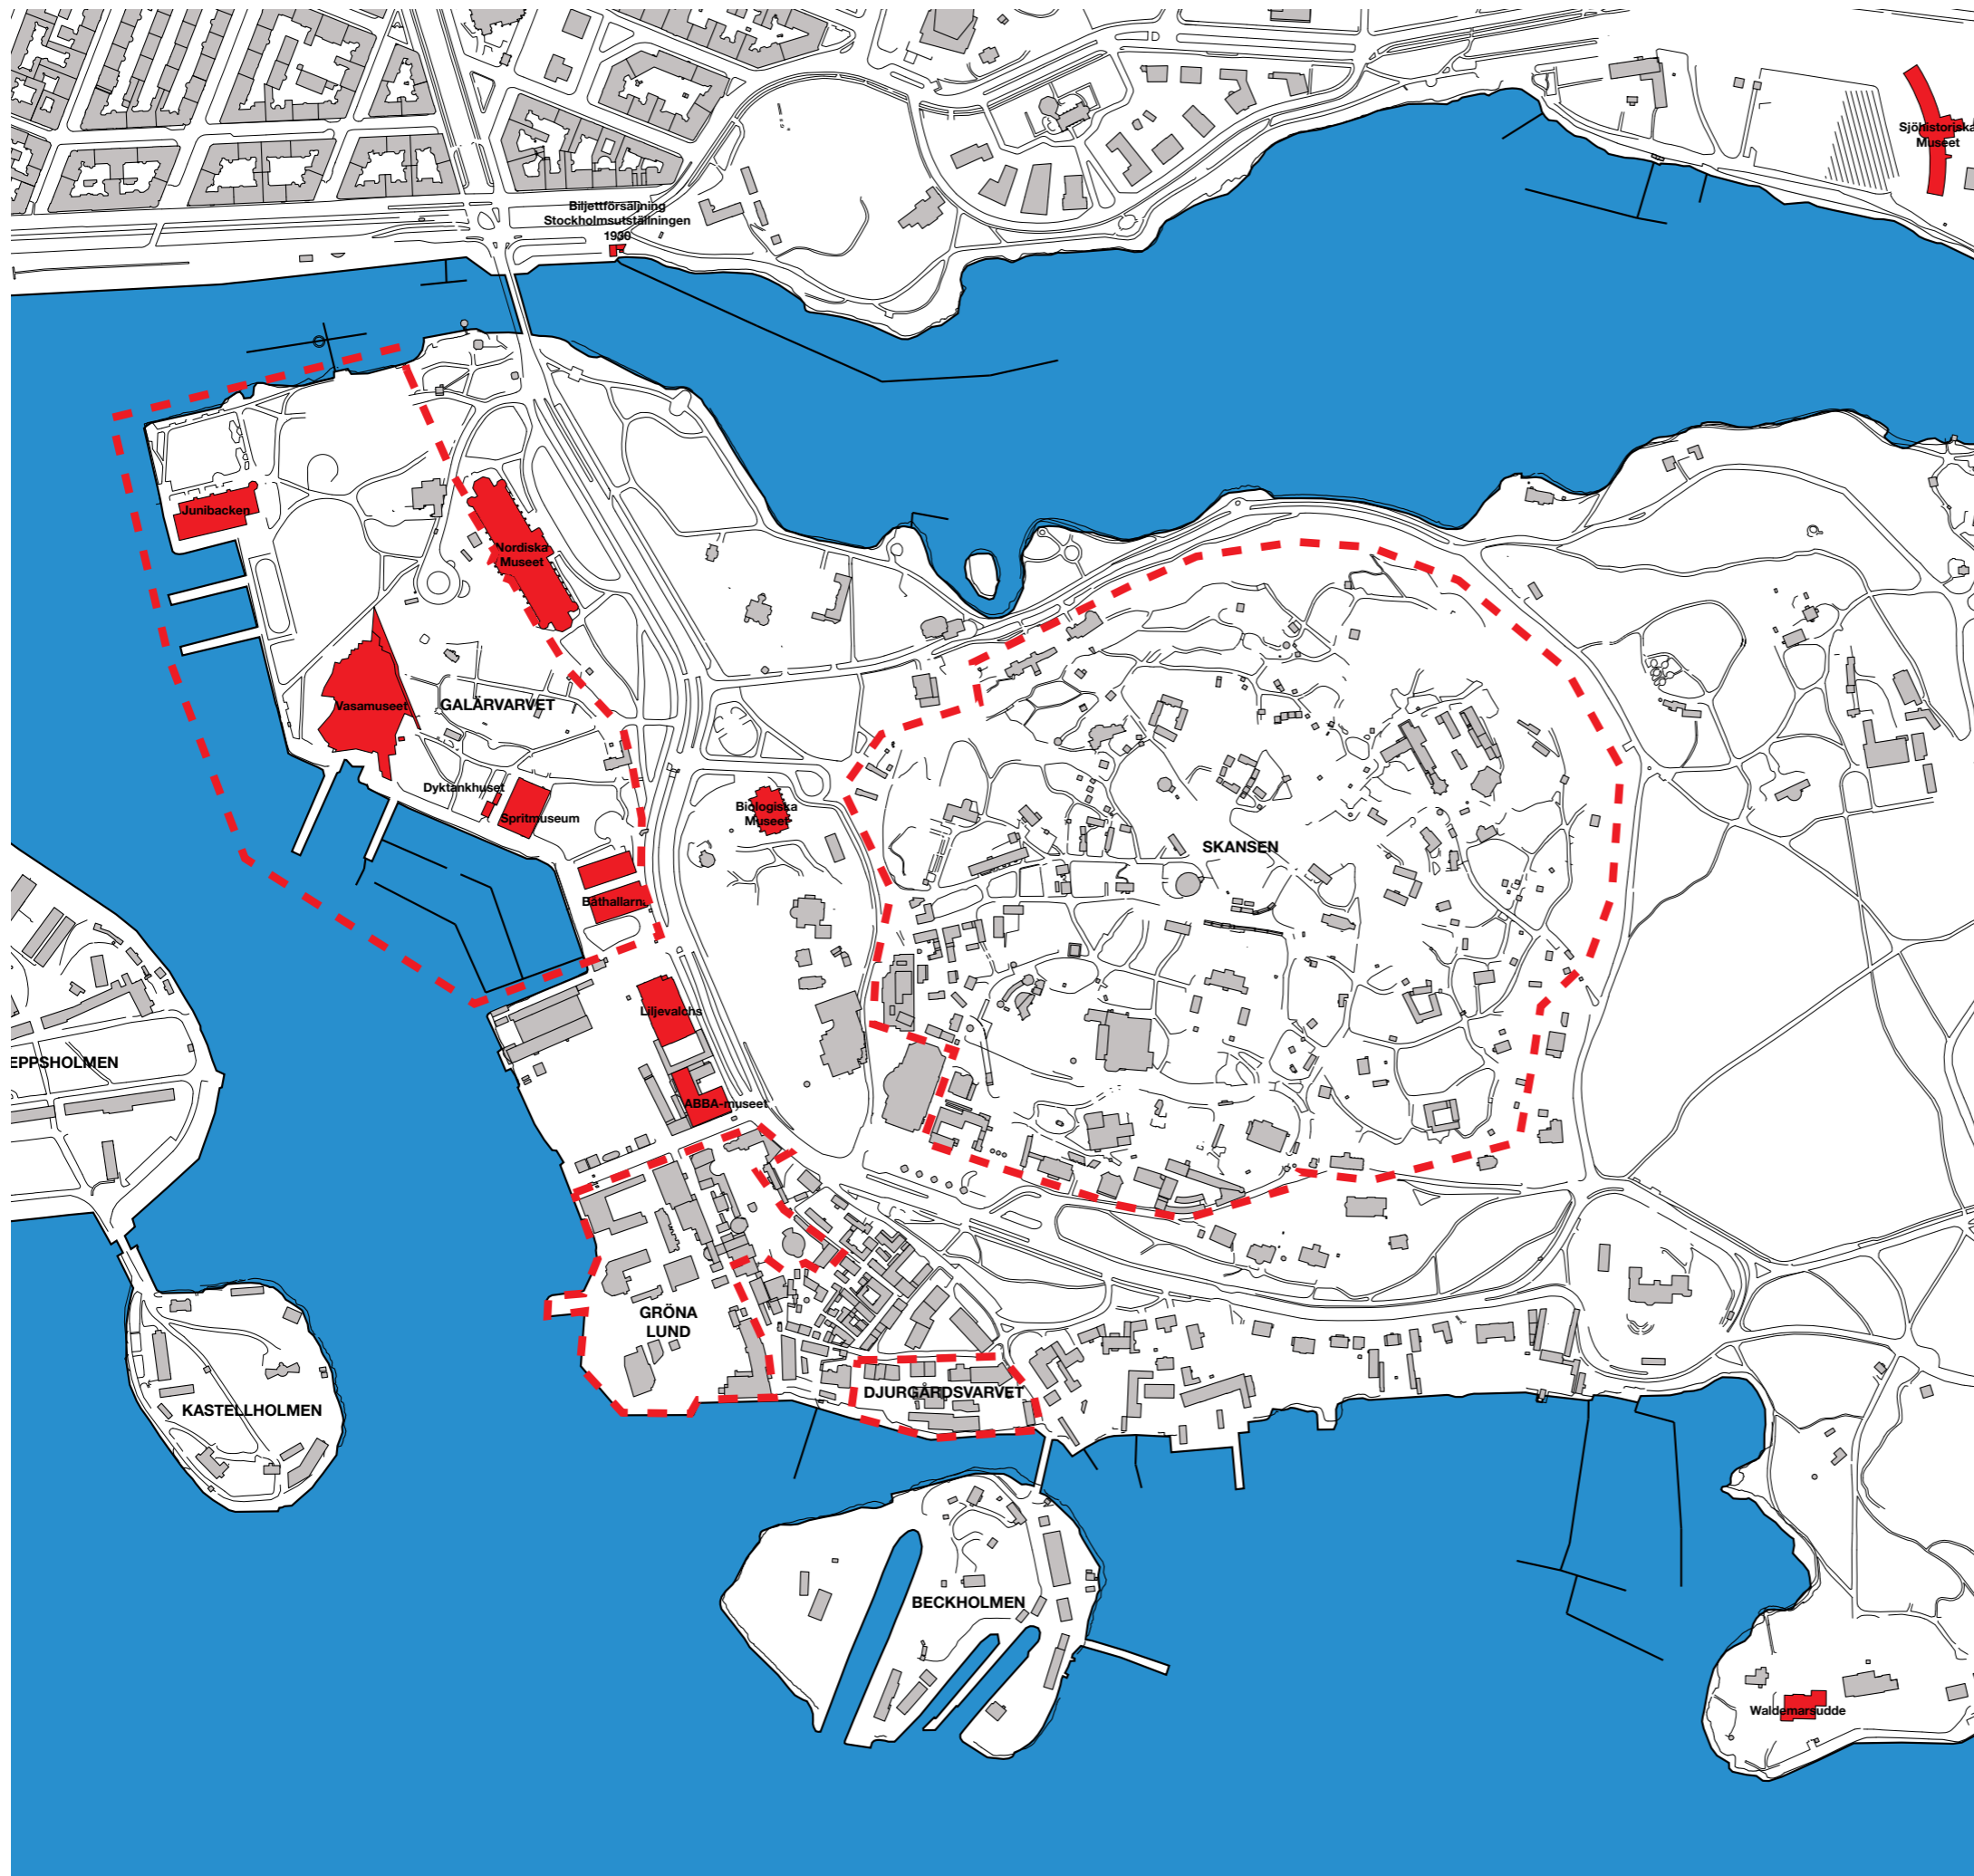 Sjöhistoriska
Museet
Biljettförsäljning
Stockholmsutställningen
1930
Junibacken
Nordiska
Museet
Vasamuseet
GALÄRVARVET
Dyktankhuset
Spritmuseum
Biologiska
Museet
SKANSEN
Båthallarna
Liljevalchs
EPPSHOLMEN
ABBA-museet
GRÖNA
LUND
DJURGÅRDSVARVET
KASTELLHOLMEN
BECKHOLMEN
Waldemarsudde